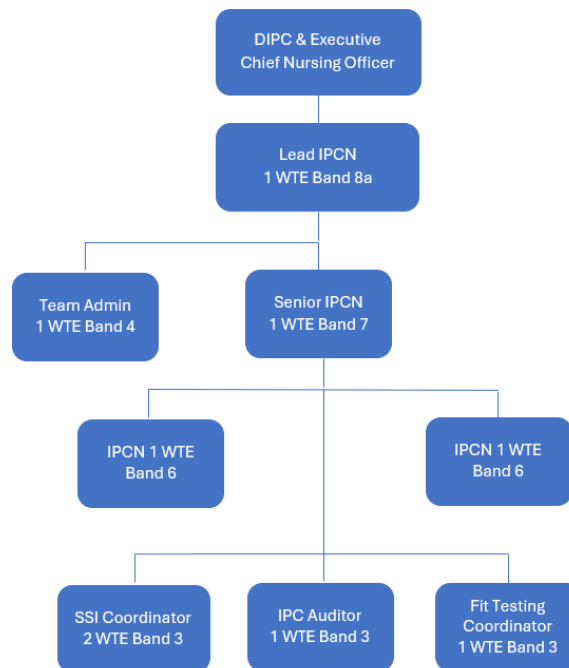 DIPC & Executive
Chief Nursing Officer
Lead IPCN
1 WTE Band 8a
Team Admin
1 WTE Band 4
Senior IPCN
1 WTE Band 7
IPCN 1 WTE
Band 6
IPCN 1 WTE
Band 6
SSI Coordinator
2 WTE Band 3
IPC Auditor
1 WTE Band 3
Fit Testing
Coordinator
1 WTE Band 3